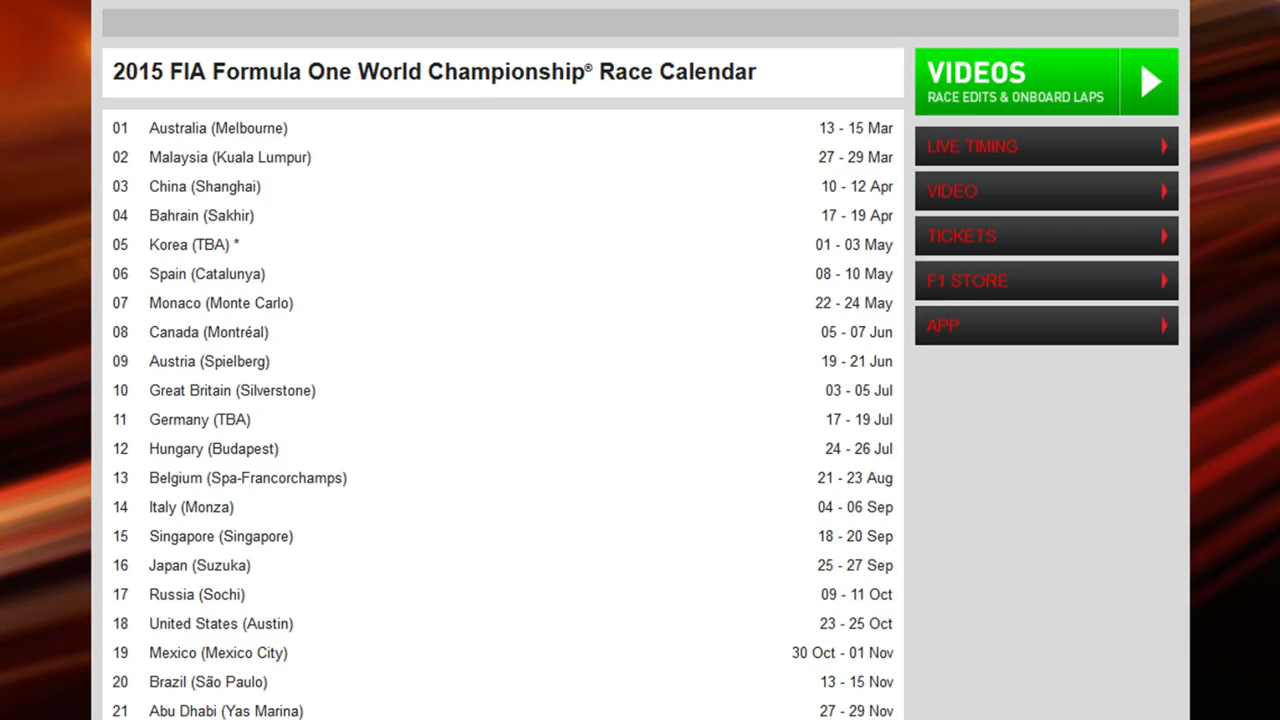 2015 FIA Formula One World Championship® Race Calendar
VIDEOS
RACE EDITS & ONBOARD LAPS
01 Australia (Melbourne) 13 - 15 Mar
02 Malaysia (Kuala Lumpur) 27 - 29 Mar
03 China (Shanghai) 10 - 12 Apr
04 Bahrain (Sakhir) 17 - 19 Apr
05 Korea (TBA) * 01 - 03 May
06 Spain (Catalunya) 08 - 10 May
07 Monaco (Monte Carlo) 22 - 24 May
08 Canada (Montréal) 05 - 07 Jun
09 Austria (Spielberg) 19 - 21 Jun
10 Great Britain (Silverstone) 03 - 05 Jul
11 Germany (TBA) 17 - 19 Jul
12 Hungary (Budapest) 24 - 26 Jul
13 Belgium (Spa-Francorchamps) 21 - 23 Aug
14 Italy (Monza) 04 - 06 Sep
15 Singapore (Singapore) 18 - 20 Sep
16 Japan (Suzuka) 25 - 27 Sep
17 Russia (Sochi) 09 - 11 Oct
18 United States (Austin) 23 - 25 Oct
19 Mexico (Mexico City) 30 Oct - 01 Nov
20 Brazil (São Paulo) 13 - 15 Nov
21 Abu Dhabi (Yas Marina) 27 - 29 Nov
LIVE TIMING
VIDEO
TICKETS
F1 STORE
APP